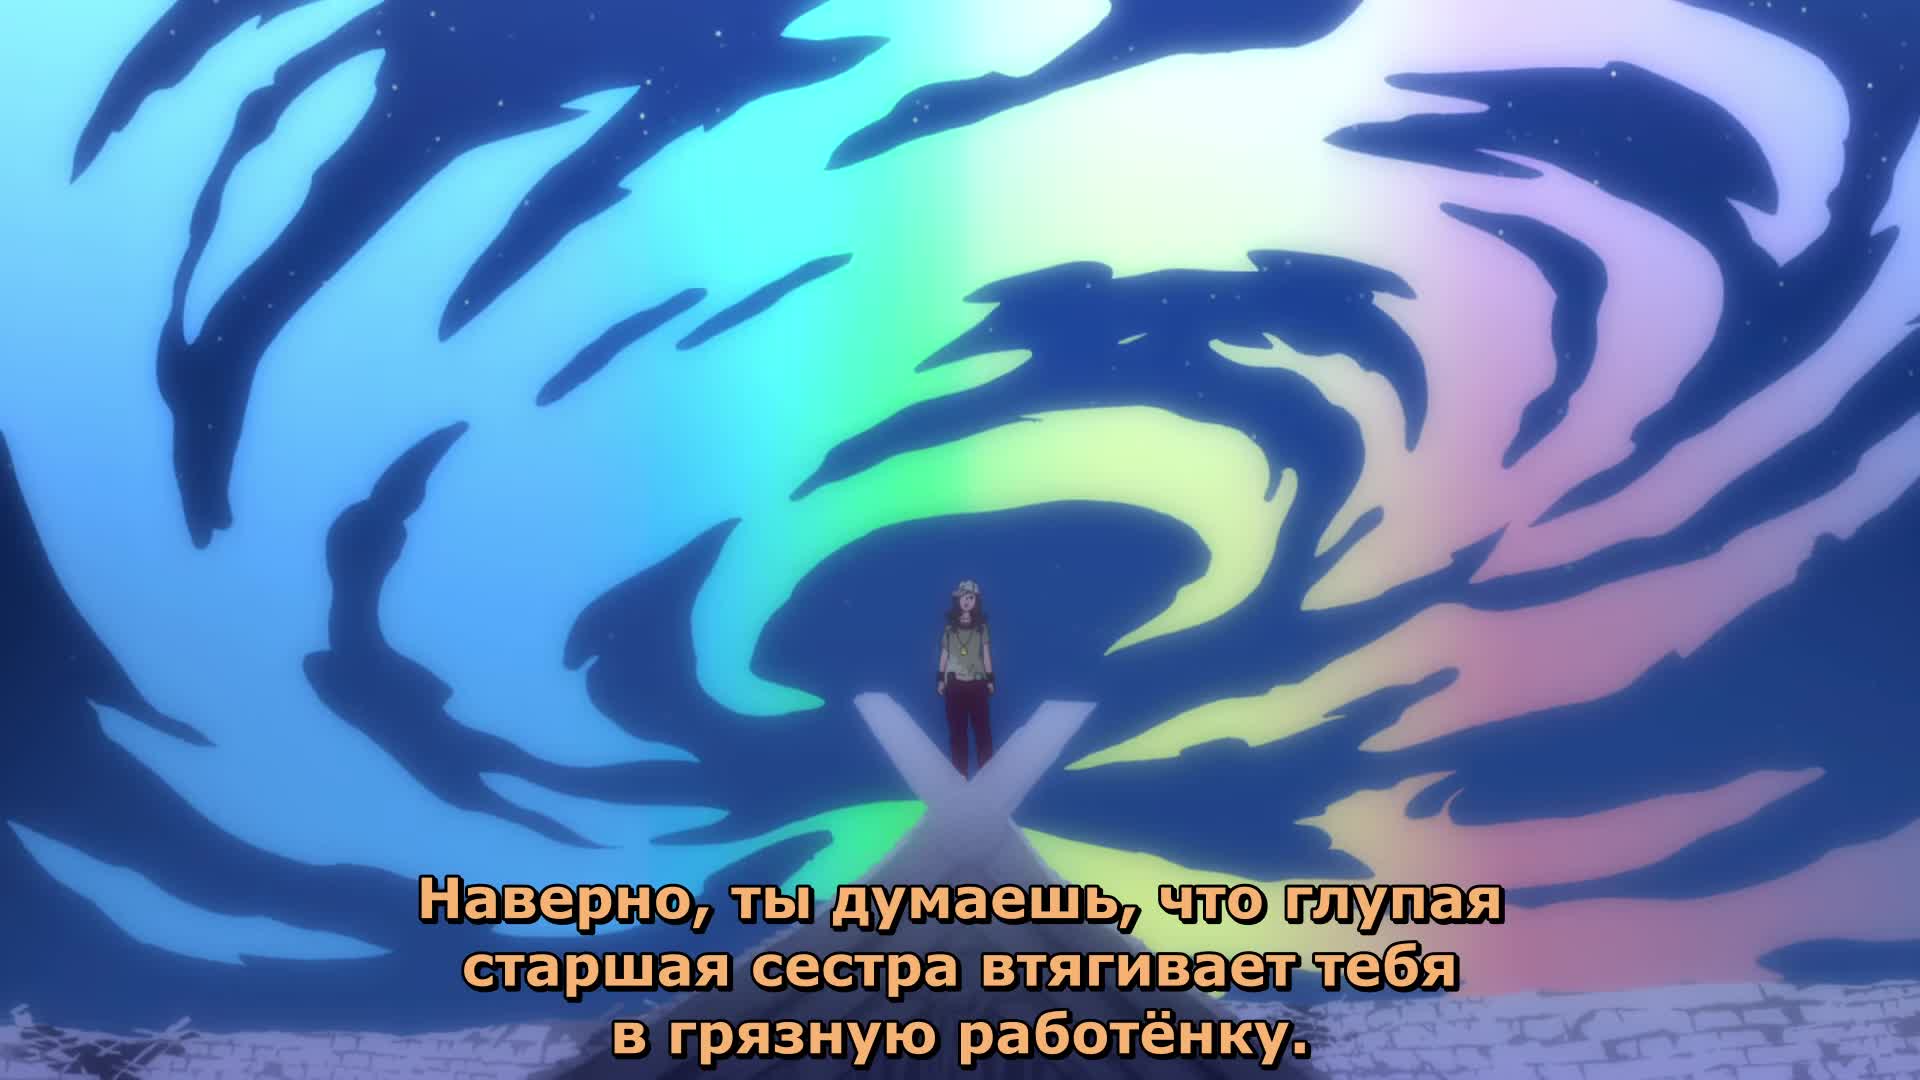 Наверно, ты думаешь, что глупая
старшая сестра втягивает тебя
в грязную работёнку.